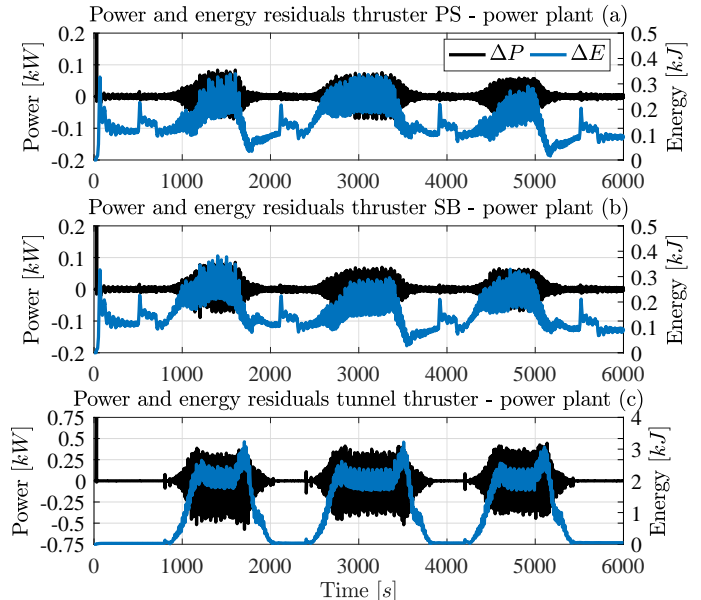 Power and energy residuals thruster PS - power plant (a)
0.2
0.1
0
-0.1
-0.2
Power [kW]
ΔP ΔE
0.5
0.4
0.3
0.2
0.1
0
Energy [kJ]
0 1000 2000 3000 4000 5000 6000
Power and energy residuals thruster SB - power plant (b)
0.2
0.1
0
-0.1
-0.2
Power [kW]
0.5
0.4
0.3
0.2
0.1
0
Energy [kJ]
0 1000 2000 3000 4000 5000 6000
Power and energy residuals tunnel thruster - power plant (c)
0.75
0.5
0.25
0
-0.25
-0.5
-0.75
Power [kW]
4
3
2
0
0
Energy [kJ]
0 1000 2000 3000 4000 5000 6000
Time [s]